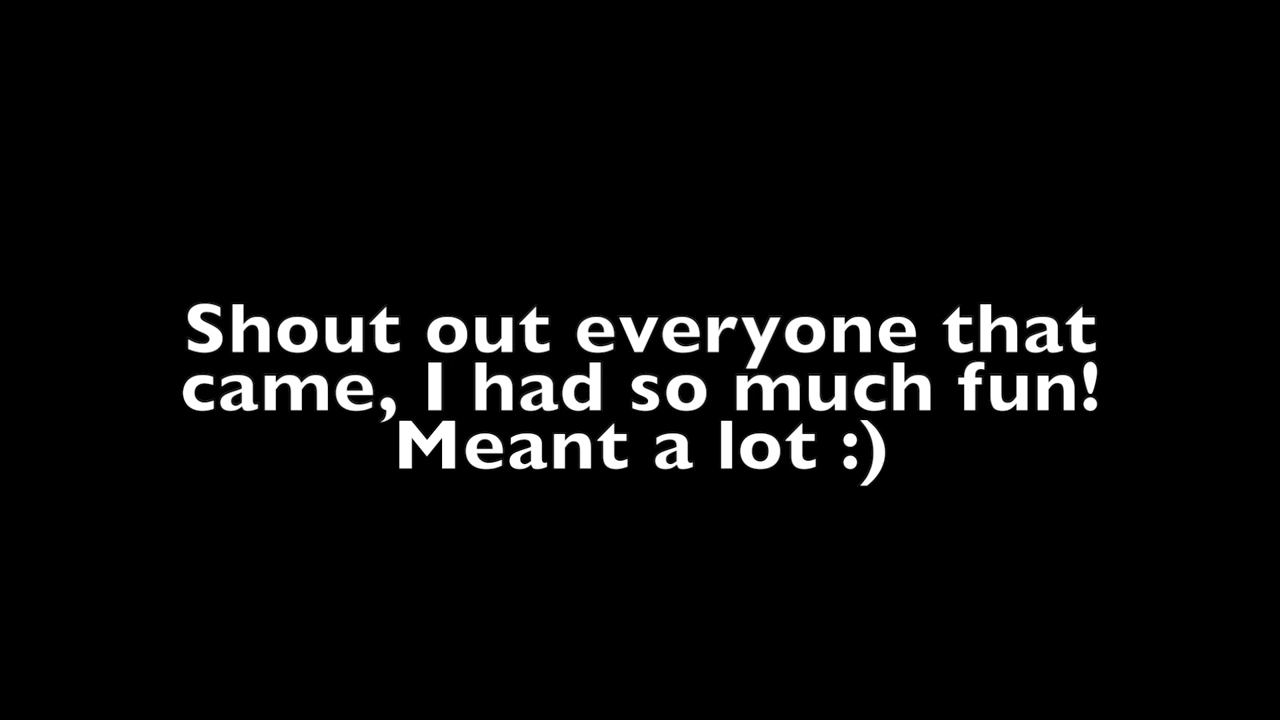 Shout out everyone that
came, I had so much fun!
Meant a lot :)